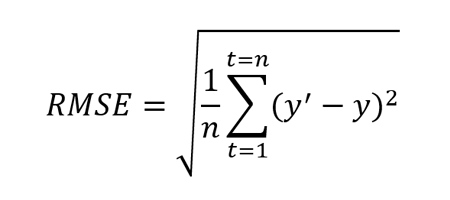 RMSE = √(1/n ∑_{t=1}^{t=n} (y′ − y)²)